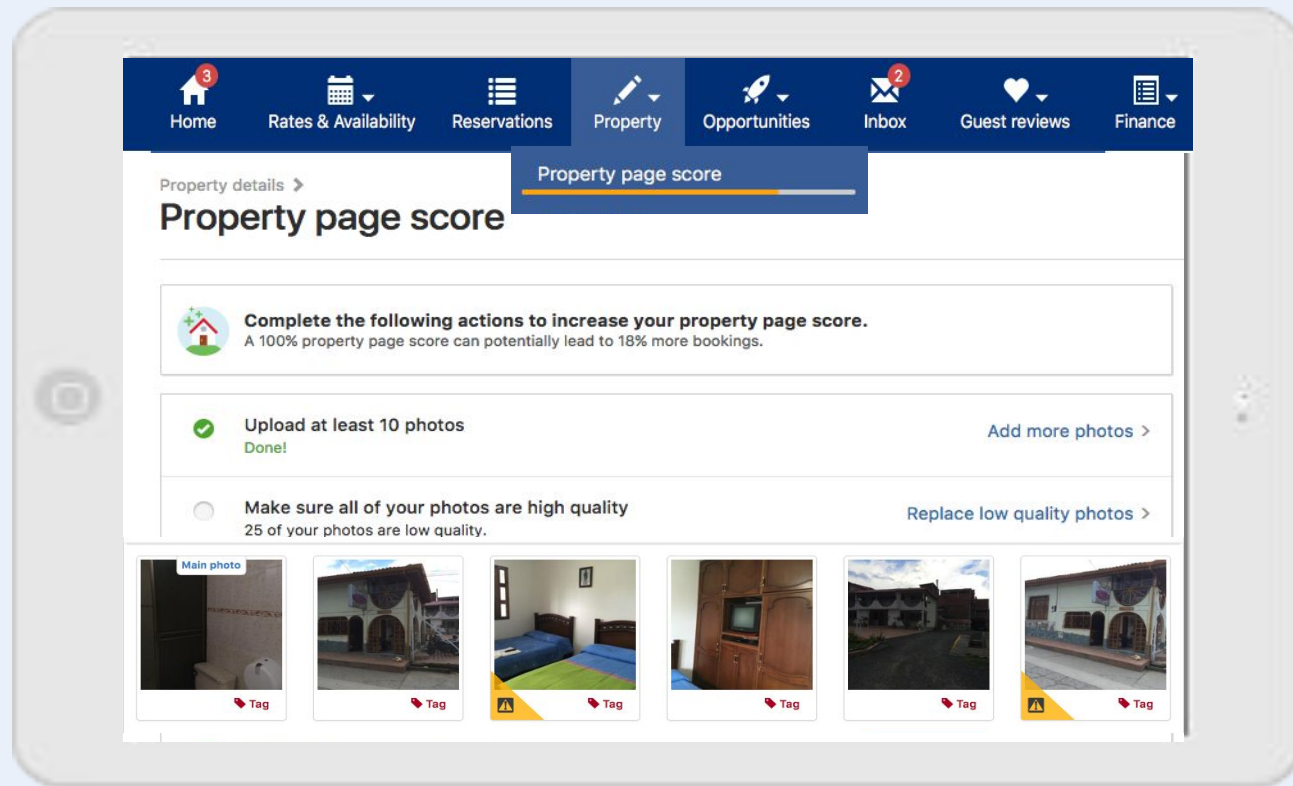 3
2
Home
Rates & Availability
Reservations
Property
Opportunities
Inbox
Guest reviews
Finance
Property details
Property page score
Property page score
Complete the following actions to increase your property page score.
A 100% property page score can potentially lead to 18% more bookings.
Upload at least 10 photos
Done!
Add more photos
Make sure all of your photos are high quality
25 of your photos are low quality.
Replace low quality photos
Main photo
Tag
Tag
Tag
Tag
Tag
Tag